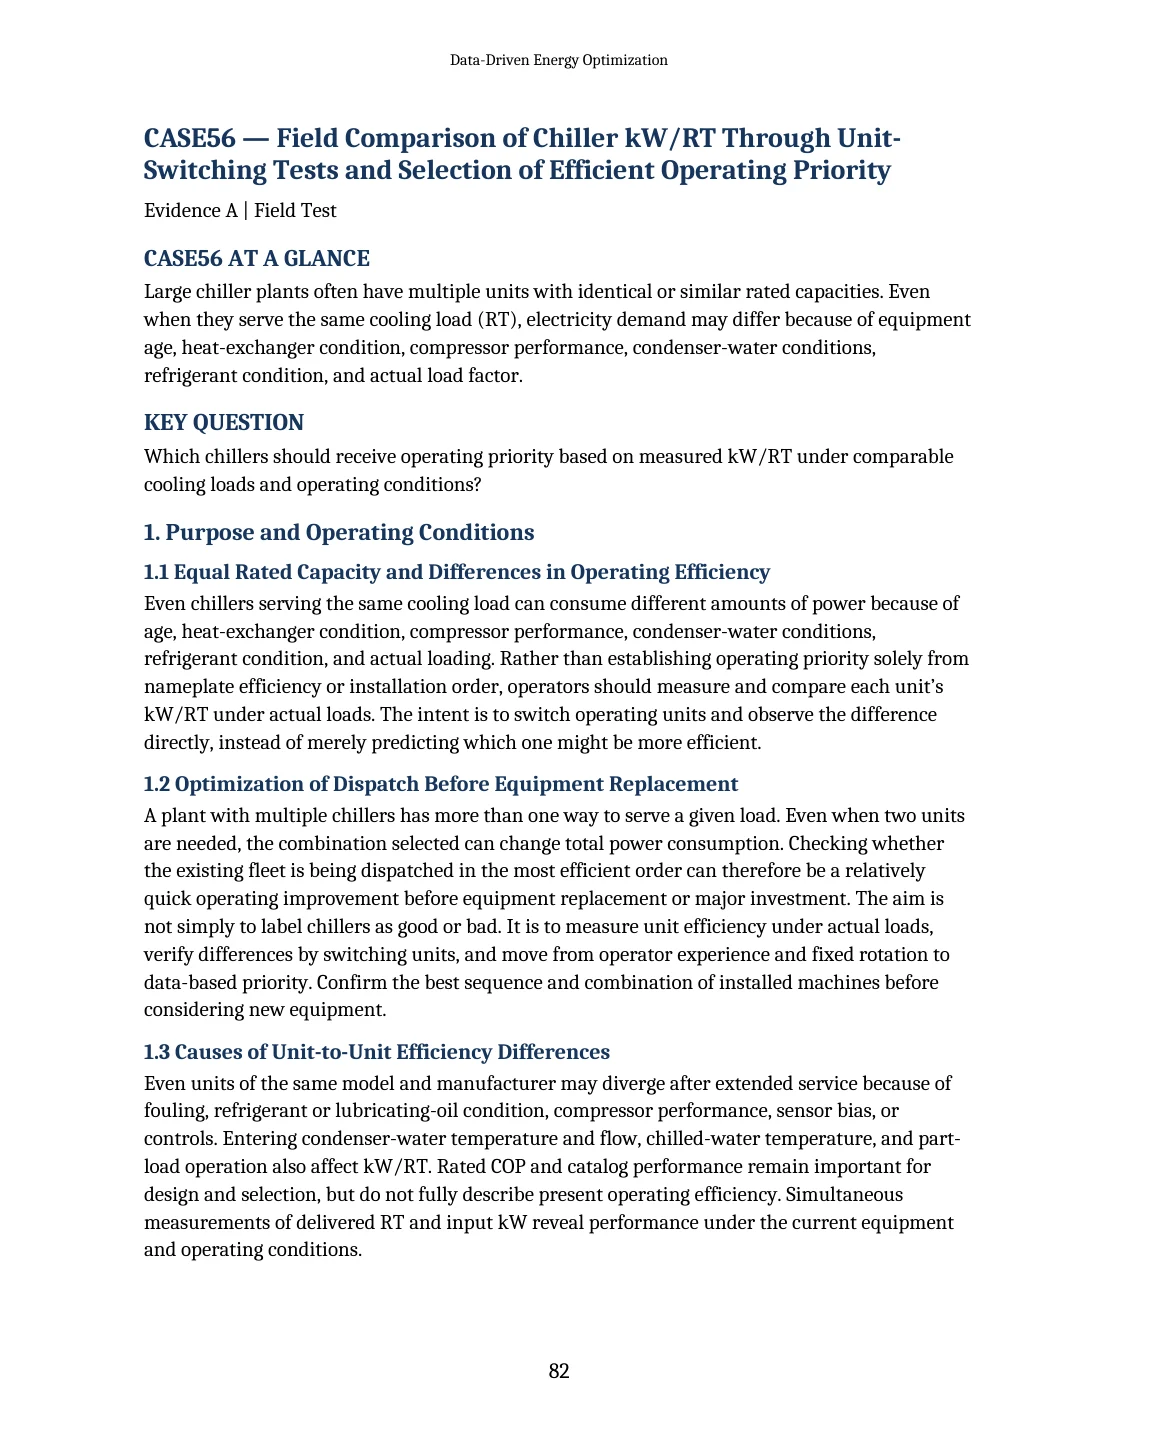 Data-Driven Energy Optimization
CASE56 — Field Comparison of Chiller kW/RT Through Unit-
Switching Tests and Selection of Efficient Operating Priority
Evidence A | Field Test
CASE56 AT A GLANCE
Large chiller plants often have multiple units with identical or similar rated capacities. Even
when they serve the same cooling load (RT), electricity demand may differ because of equipment
age, heat-exchanger condition, compressor performance, condenser-water conditions,
refrigerant condition, and actual load factor.
KEY QUESTION
Which chillers should receive operating priority based on measured kW/RT under comparable
cooling loads and operating conditions?
1. Purpose and Operating Conditions
1.1 Equal Rated Capacity and Differences in Operating Efficiency
Even chillers serving the same cooling load can consume different amounts of power because of
age, heat-exchanger condition, compressor performance, condenser-water conditions,
refrigerant condition, and actual loading. Rather than establishing operating priority solely from
nameplate efficiency or installation order, operators should measure and compare each unit’s
kW/RT under actual loads. The intent is to switch operating units and observe the difference
directly, instead of merely predicting which one might be more efficient.
1.2 Optimization of Dispatch Before Equipment Replacement
A plant with multiple chillers has more than one way to serve a given load. Even when two units
are needed, the combination selected can change total power consumption. Checking whether
the existing fleet is being dispatched in the most efficient order can therefore be a relatively
quick operating improvement before equipment replacement or major investment. The aim is
not simply to label chillers as good or bad. It is to measure unit efficiency under actual loads,
verify differences by switching units, and move from operator experience and fixed rotation to
data-based priority. Confirm the best sequence and combination of installed machines before
considering new equipment.
1.3 Causes of Unit-to-Unit Efficiency Differences
Even units of the same model and manufacturer may diverge after extended service because of
fouling, refrigerant or lubricating-oil condition, compressor performance, sensor bias, or
controls. Entering condenser-water temperature and flow, chilled-water temperature, and part-
load operation also affect kW/RT. Rated COP and catalog performance remain important for
design and selection, but do not fully describe present operating efficiency. Simultaneous
measurements of delivered RT and input kW reveal performance under the current equipment
and operating conditions.
82